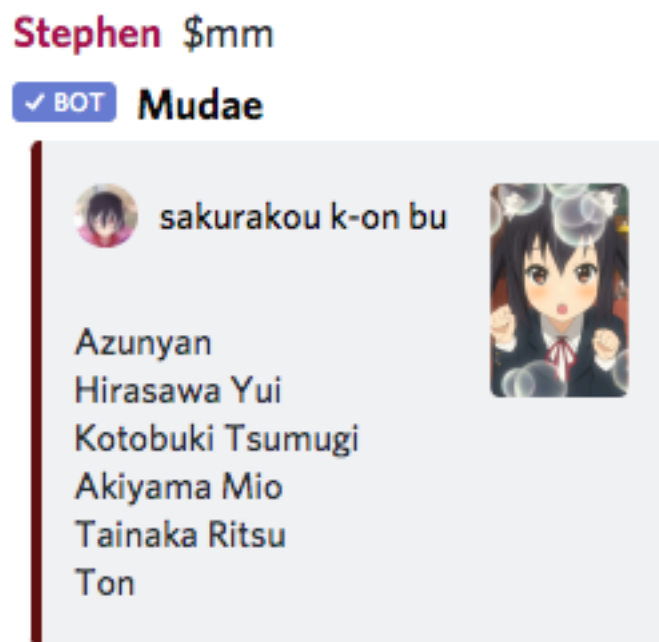 Stephen $mm
✓ BOT Mudae
sakurakou k-on bu
Azunyan
Hirasawa Yui
Kotobuki Tsumugi
Akiyama Mio
Tainaka Ritsu
Ton